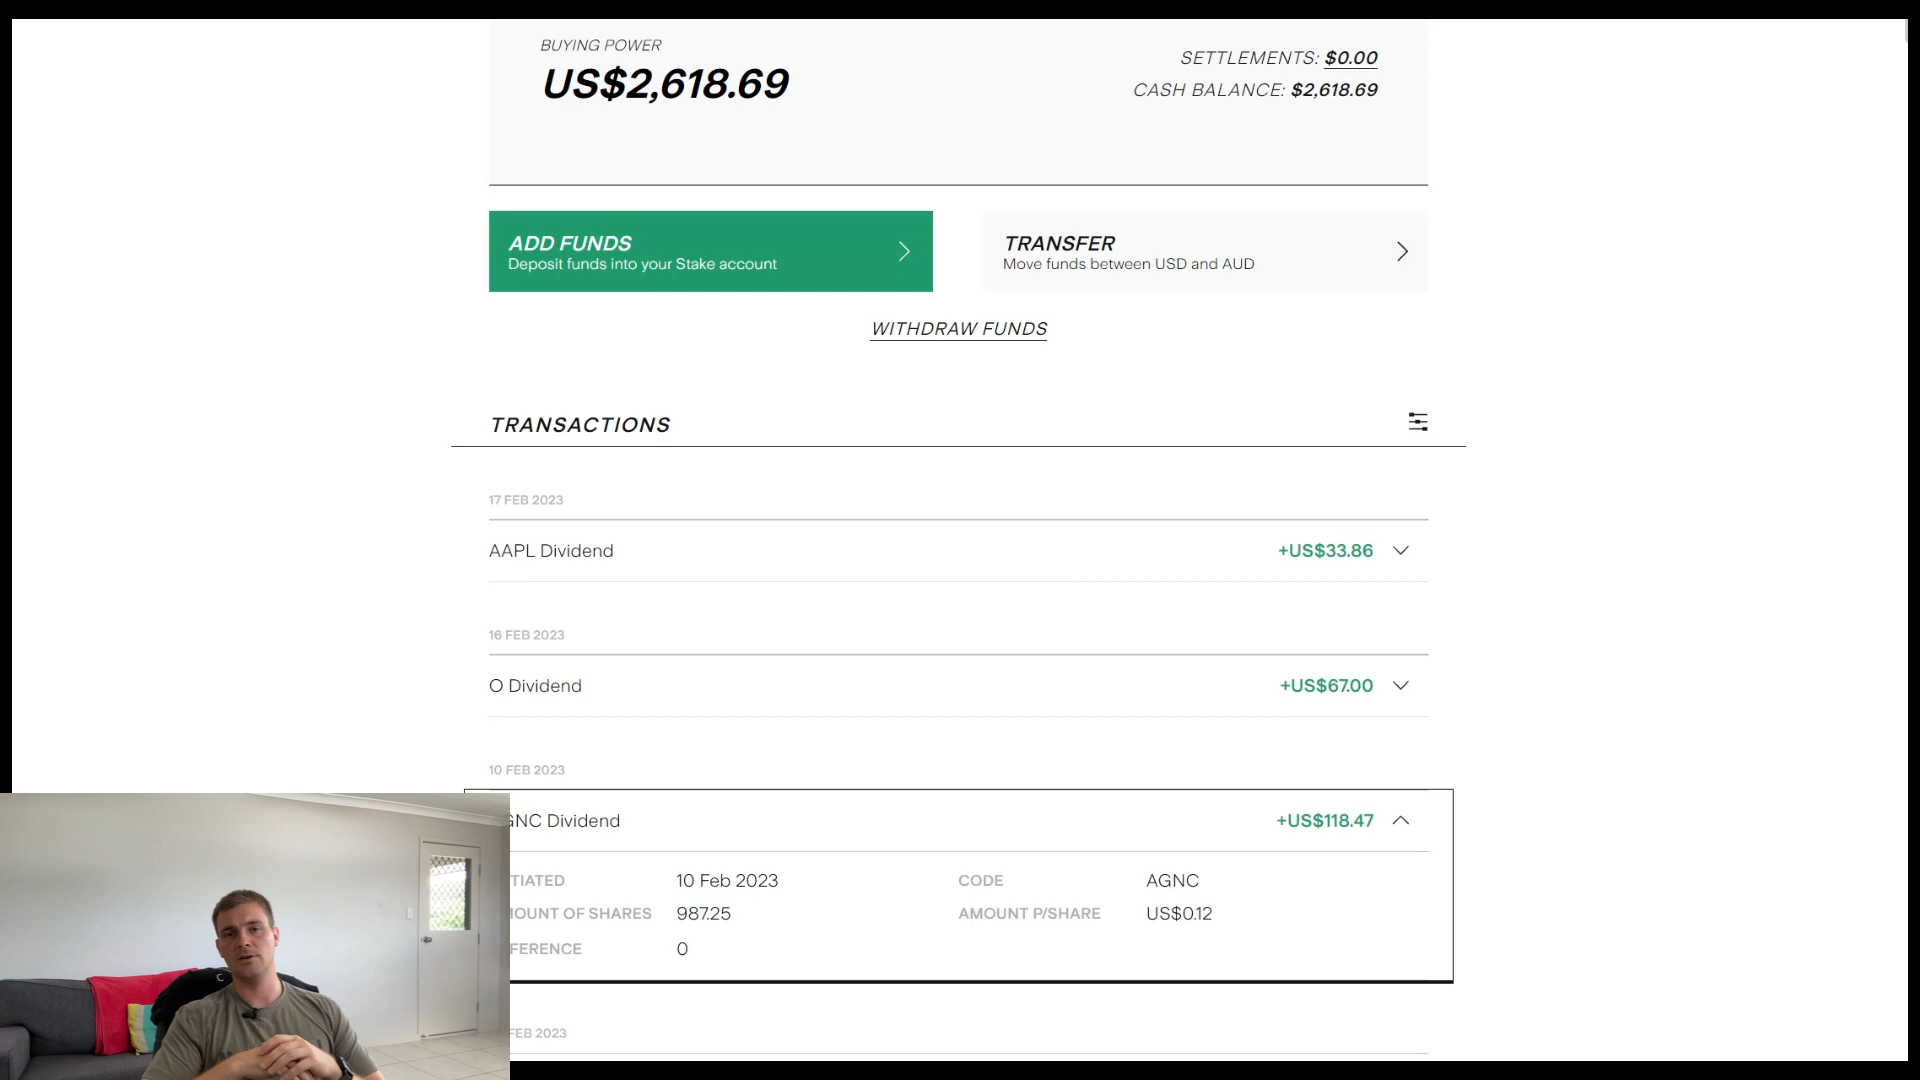 BUYING POWER
US$2,618.69
SETTLEMENTS: $0.00
CASH BALANCE: $2,618.69
ADD FUNDS
Deposit funds into your Stake account
TRANSFER
Move funds between USD and AUD
WITHDRAW FUNDS
TRANSACTIONS
17 FEB 2023
AAPL Dividend +US$33.86
16 FEB 2023
O Dividend +US$67.00
10 FEB 2023
GNC Dividend +US$118.47
TIATED 10 Feb 2023 CODE AGNC
MOUNT OF SHARES 987.25 AMOUNT P/SHARE US$0.12
FERENCE 0
FEB 2023